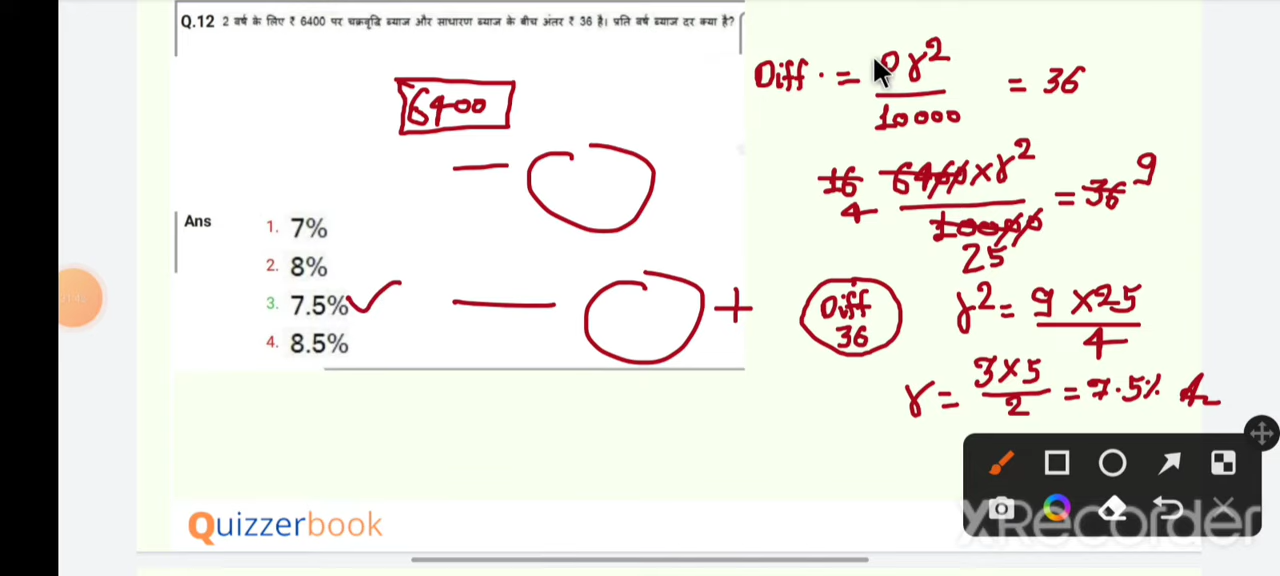 Q.12 2 वर्ष के लिए ₹ 6400 पर चक्रवृद्धि ब्याज और साधारण ब्याज के बीच अंतर ₹ 36 है। प्रति वर्ष ब्याज दर क्या है?
6400
Ans
1. 7%
2. 8%
3. 7.5%
4. 8.5%
Diff. = Pr² / 10000 = 36
16 6400 × r² = 36 9
4 10000
25
Diff
36
r² = 9 × 25 / 4
r = 3 × 5 / 2 = 7.5%
Quizzerbook
XRecorder